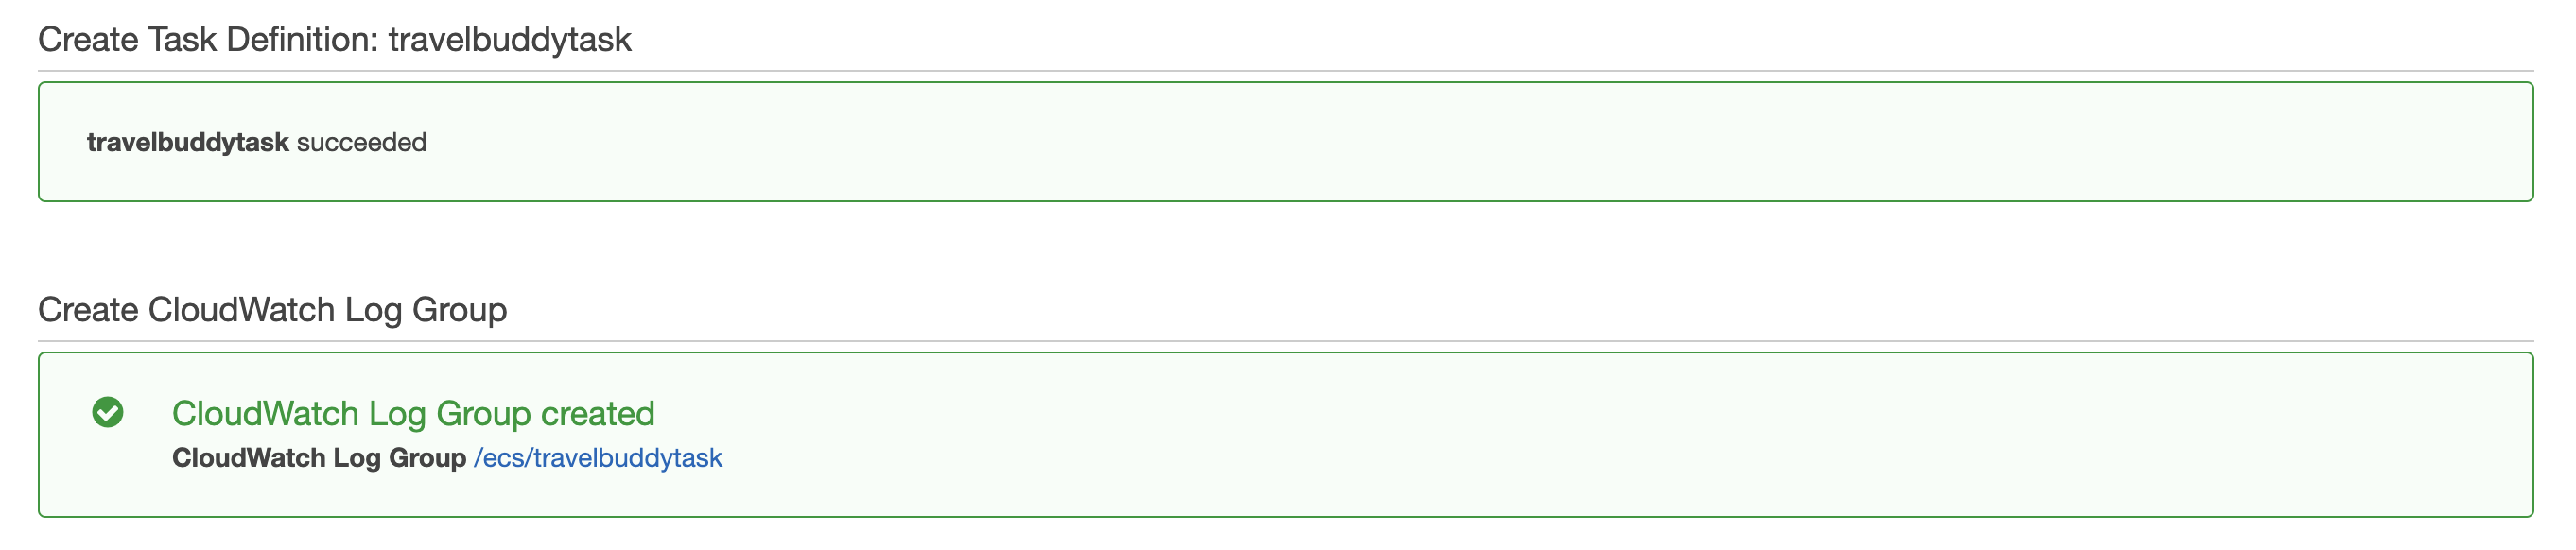 Create Task Definition: travelbuddytask
travelbuddytask succeeded
Create CloudWatch Log Group
CloudWatch Log Group created
CloudWatch Log Group /ecs/travelbuddytask